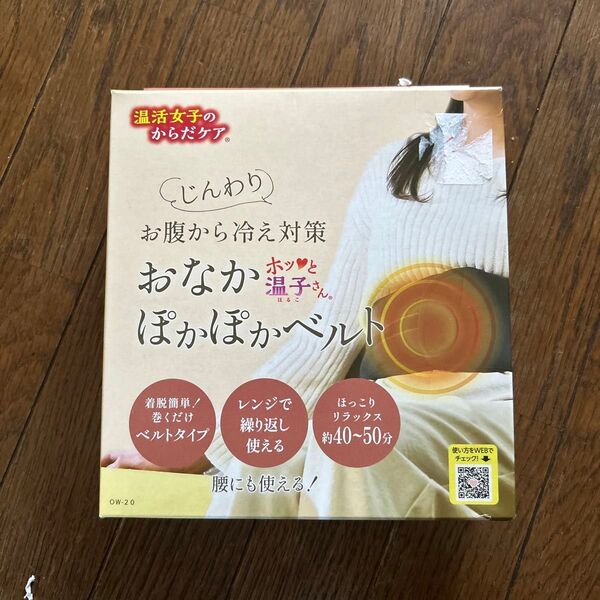 温活女子の
からだケア®
じんわり
お腹から冷え対策
おなか
ホッ♥と
温子さん®
はるこ
ぽかぽかベルト
着脱簡単!
巻くだけ
ベルトタイプ
レンジで
繰り返し
使える
ほっこり
リラックス
約40~50分
使い方をWEBで
チェック!
腰にも使える!
OW-20